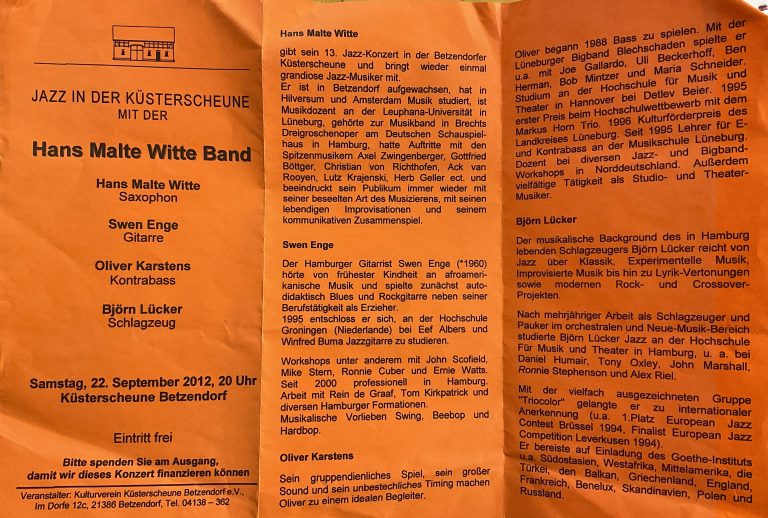 JAZZ IN DER KÜSTERSCHEUNE
MIT DER
Hans Malte Witte Band
Hans Malte Witte
Saxophon
Swen Enge
Gitarre
Oliver Karstens
Kontrabass
Björn Lücker
Schlagzeug
Samstag, 22. September 2012, 20 Uhr
Küsterscheune Betzendorf
Eintritt frei
Bitte spenden Sie am Ausgang,
damit wir dieses Konzert finanzieren können
Veranstalter: Kulturverein Küsterscheune Betzendorf e.V.,
Im Dorfe 12c, 21386 Betzendorf, Tel. 04138 – 362
Hans Malte Witte
gibt sein 13. Jazz-Konzert in der Betzendorfer
Küsterscheune und bringt wieder einmal
grandiose Jazz-Musiker mit.
Er ist in Betzendorf aufgewachsen, hat in
Hilversum und Amsterdam Musik studiert, ist
Musikdozent an der Leuphana-Universität in
Lüneburg, gehörte zur Musikband in Brechts
Dreigroschenoper am Deutschen Schauspiel-
haus in Hamburg, hatte Auftritte mit den
Spitzenmusikern Axel Zwingenberger, Gottfried
Böttger, Christian von Richthofen, Ack van
Rooyen, Lutz Krajenski, Herb Geller ect. und
beeindruckt sein Publikum immer wieder mit
seiner beseelten Art des Musizierens, mit seinen
lebendigen Improvisationen und seinem
kommunikativen Zusammenspiel.
Swen Enge
Der Hamburger Gitarrist Swen Enge (*1960)
hörte von frühester Kindheit an afroameri-
kanische Musik und spielte zunächst auto-
didaktisch Blues und Rockgitarre neben seiner
Berufstätigkeit als Erzieher.
1995 entschloss er sich, an der Hochschule
Groningen (Niederlande) bei Eef Albers und
Winfred Buma Jazzgitarre zu studieren.
Workshops unter anderem mit John Scofield,
Mike Stern, Ronnie Cuber und Ernie Watts.
Seit 2000 professionell in Hamburg.
Arbeit mit Rein de Graaf, Tom Kirkpatrick und
diversen Hamburger Formationen.
Musikalische Vorlieben Swing, Beebop und
Hardbop.
Oliver Karstens
Sein gruppendienliches Spiel, sein großer
Sound und sein unbestechliches Timing machen
Oliver zu einem idealen Begleiter.
Oliver begann 1988 Bass zu spielen. Mit der
Lüneburger Bigband Blechschaden spielte er
u.a. mit Joe Gallardo, Uli Beckerhoff, Ben
Herman, Bob Mintzer und Maria Schneider.
Studium an der Hochschule für Musik und
Theater in Hannover bei Detlev Beier. 1995
erster Preis beim Hochschulwettbewerb mit dem
Markus Horn Trio. 1996 Kulturförderpreis des
Landkreises Lüneburg. Seit 1995 Lehrer für E-
und Kontrabass an der Musikschule Lüneburg.
Dozent bei diversen Jazz- und Bigband-
Workshops in Norddeutschland. Außerdem
vielfältige Tätigkeit als Studio- und Theater-
Musiker.
Björn Lücker
Der musikalische Background des in Hamburg
lebenden Schlagzeugers Björn Lücker reicht von
Jazz über Klassik, Experimentelle Musik,
Improvisierte Musik bis hin zu Lyrik-Vertonungen
sowie modernen Rock- und Crossover-
Projekten.
Nach mehrjähriger Arbeit als Schlagzeuger und
Pauker im orchestralen und Neue-Musik-Bereich
studierte Björn Lücker Jazz an der Hochschule
Für Musik und Theater in Hamburg, u. a. bei
Daniel Humair, Tony Oxley, John Marshall,
Ronnie Stephenson und Alex Riel.
Mit der vielfach ausgezeichneten Gruppe
"Triocolor" gelangte er zu internationaler
Anerkennung (u.a. 1.Platz European Jazz
Contest Brüssel 1994, Finalist European Jazz
Competition Leverkusen 1994).
Er bereiste auf Einladung des Goethe-Instituts
u.a. Südostasien, Westafrika, Mittelamerika, die
Türkei, den Balkan, Griechenland, England,
Frankreich, Benelux, Skandinavien, Polen und
Russland.